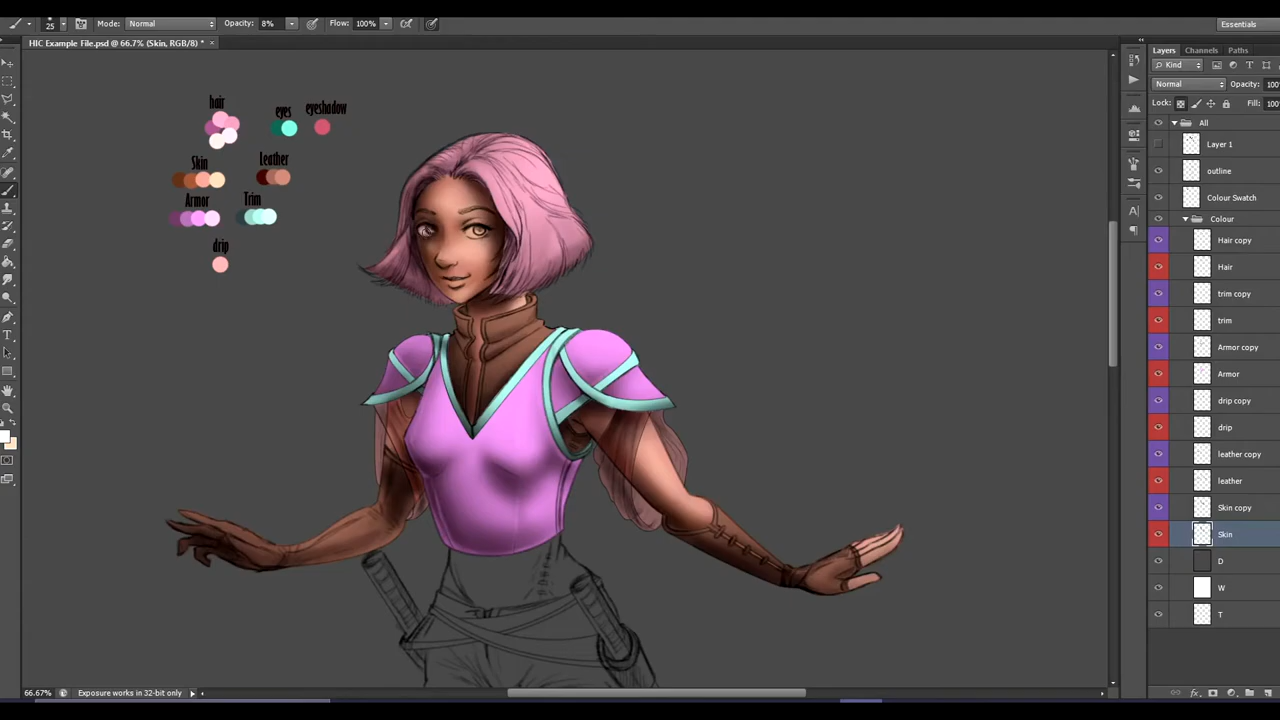 25 Mode: Normal Opacity: 8% Flow: 100% Essentials
HIC Example File.psd @ 66.7% (Skin, RGB/8) * ×
Layers Channels Paths
Kind
Normal Opacity: 100
Lock: Fill: 100
All
Layer 1
outline
Colour Swatch
Colour
Hair copy
Hair
trim copy
trim
Armor copy
Armor
drip copy
drip
leather copy
leather
Skin copy
Skin
D
W
T
hair
eyes
eyeshadow
Skin
Leather
Armor
Trim
drip
66.67% Exposure works in 32-bit only